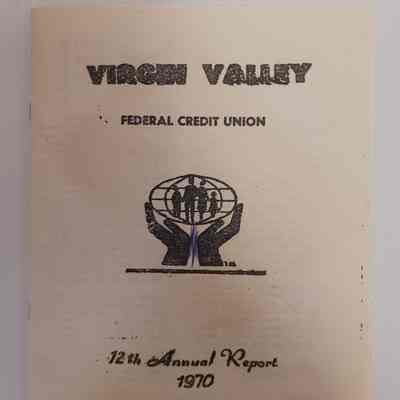 VIRGIN VALLEY
FEDERAL CREDIT UNION
12th Annual Report
1970